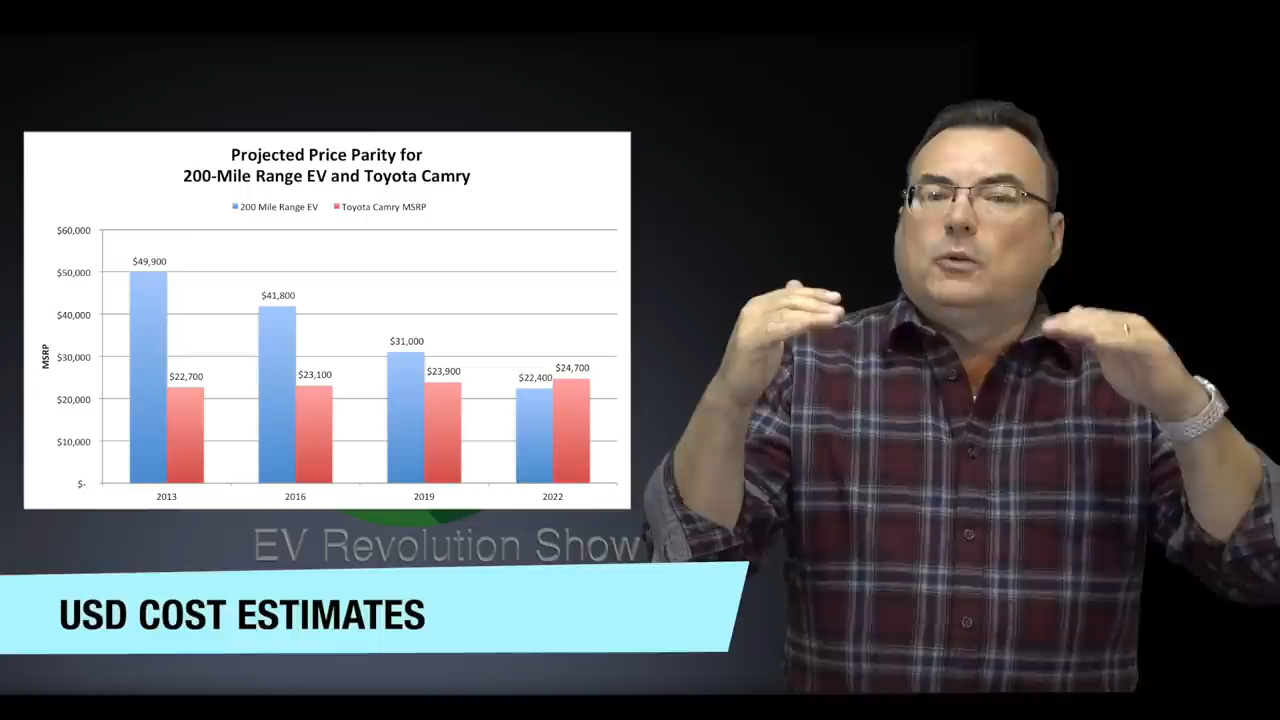 Projected Price Parity for
200-Mile Range EV and Toyota Camry
200 Mile Range EV Toyota Camry MSRP
$60,000
$50,000
$40,000
$30,000
$20,000
$10,000
$-
MSRP
$49,900
$22,700
$41,800
$23,100
$31,000
$23,900
$22,400
$24,700
2013 2016 2019 2022
EV Revolution Show
USD COST ESTIMATES